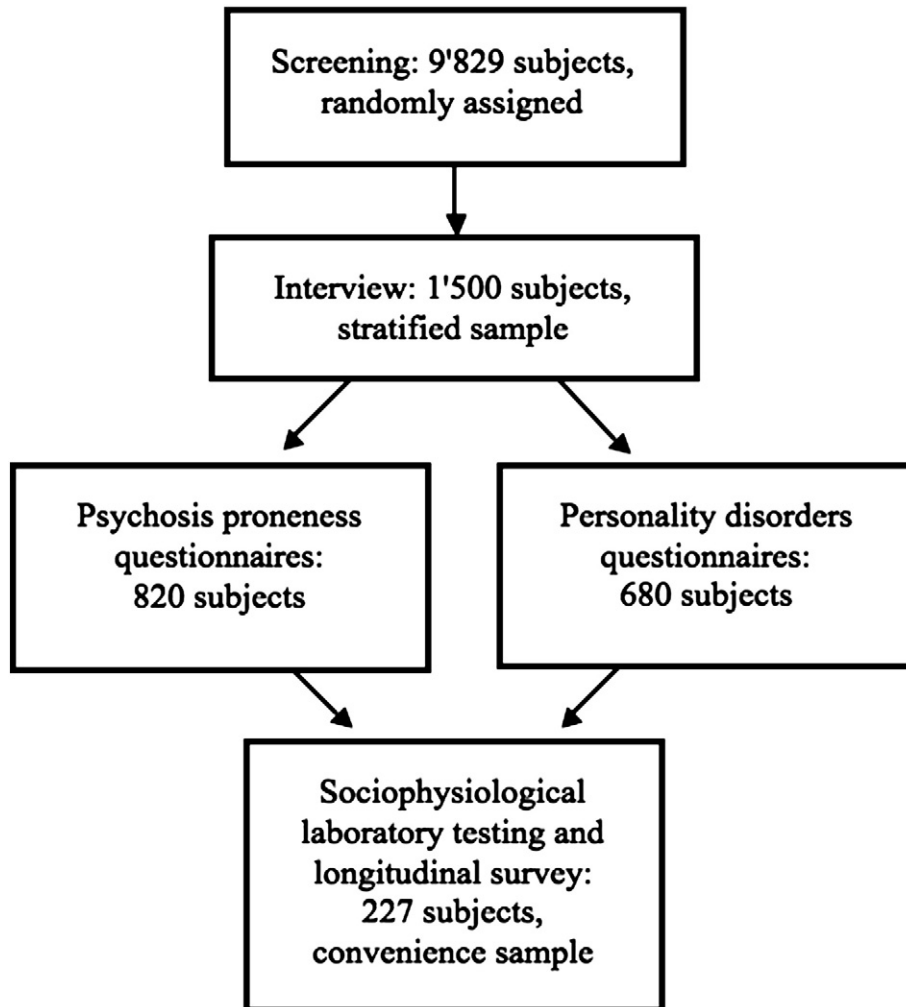 Screening: 9'829 subjects,
randomly assigned
Interview: 1'500 subjects,
stratified sample
Psychosis proneness
questionnaires:
820 subjects
Personality disorders
questionnaires:
680 subjects
Sociophysiological
laboratory testing and
longitudinal survey:
227 subjects,
convenience sample